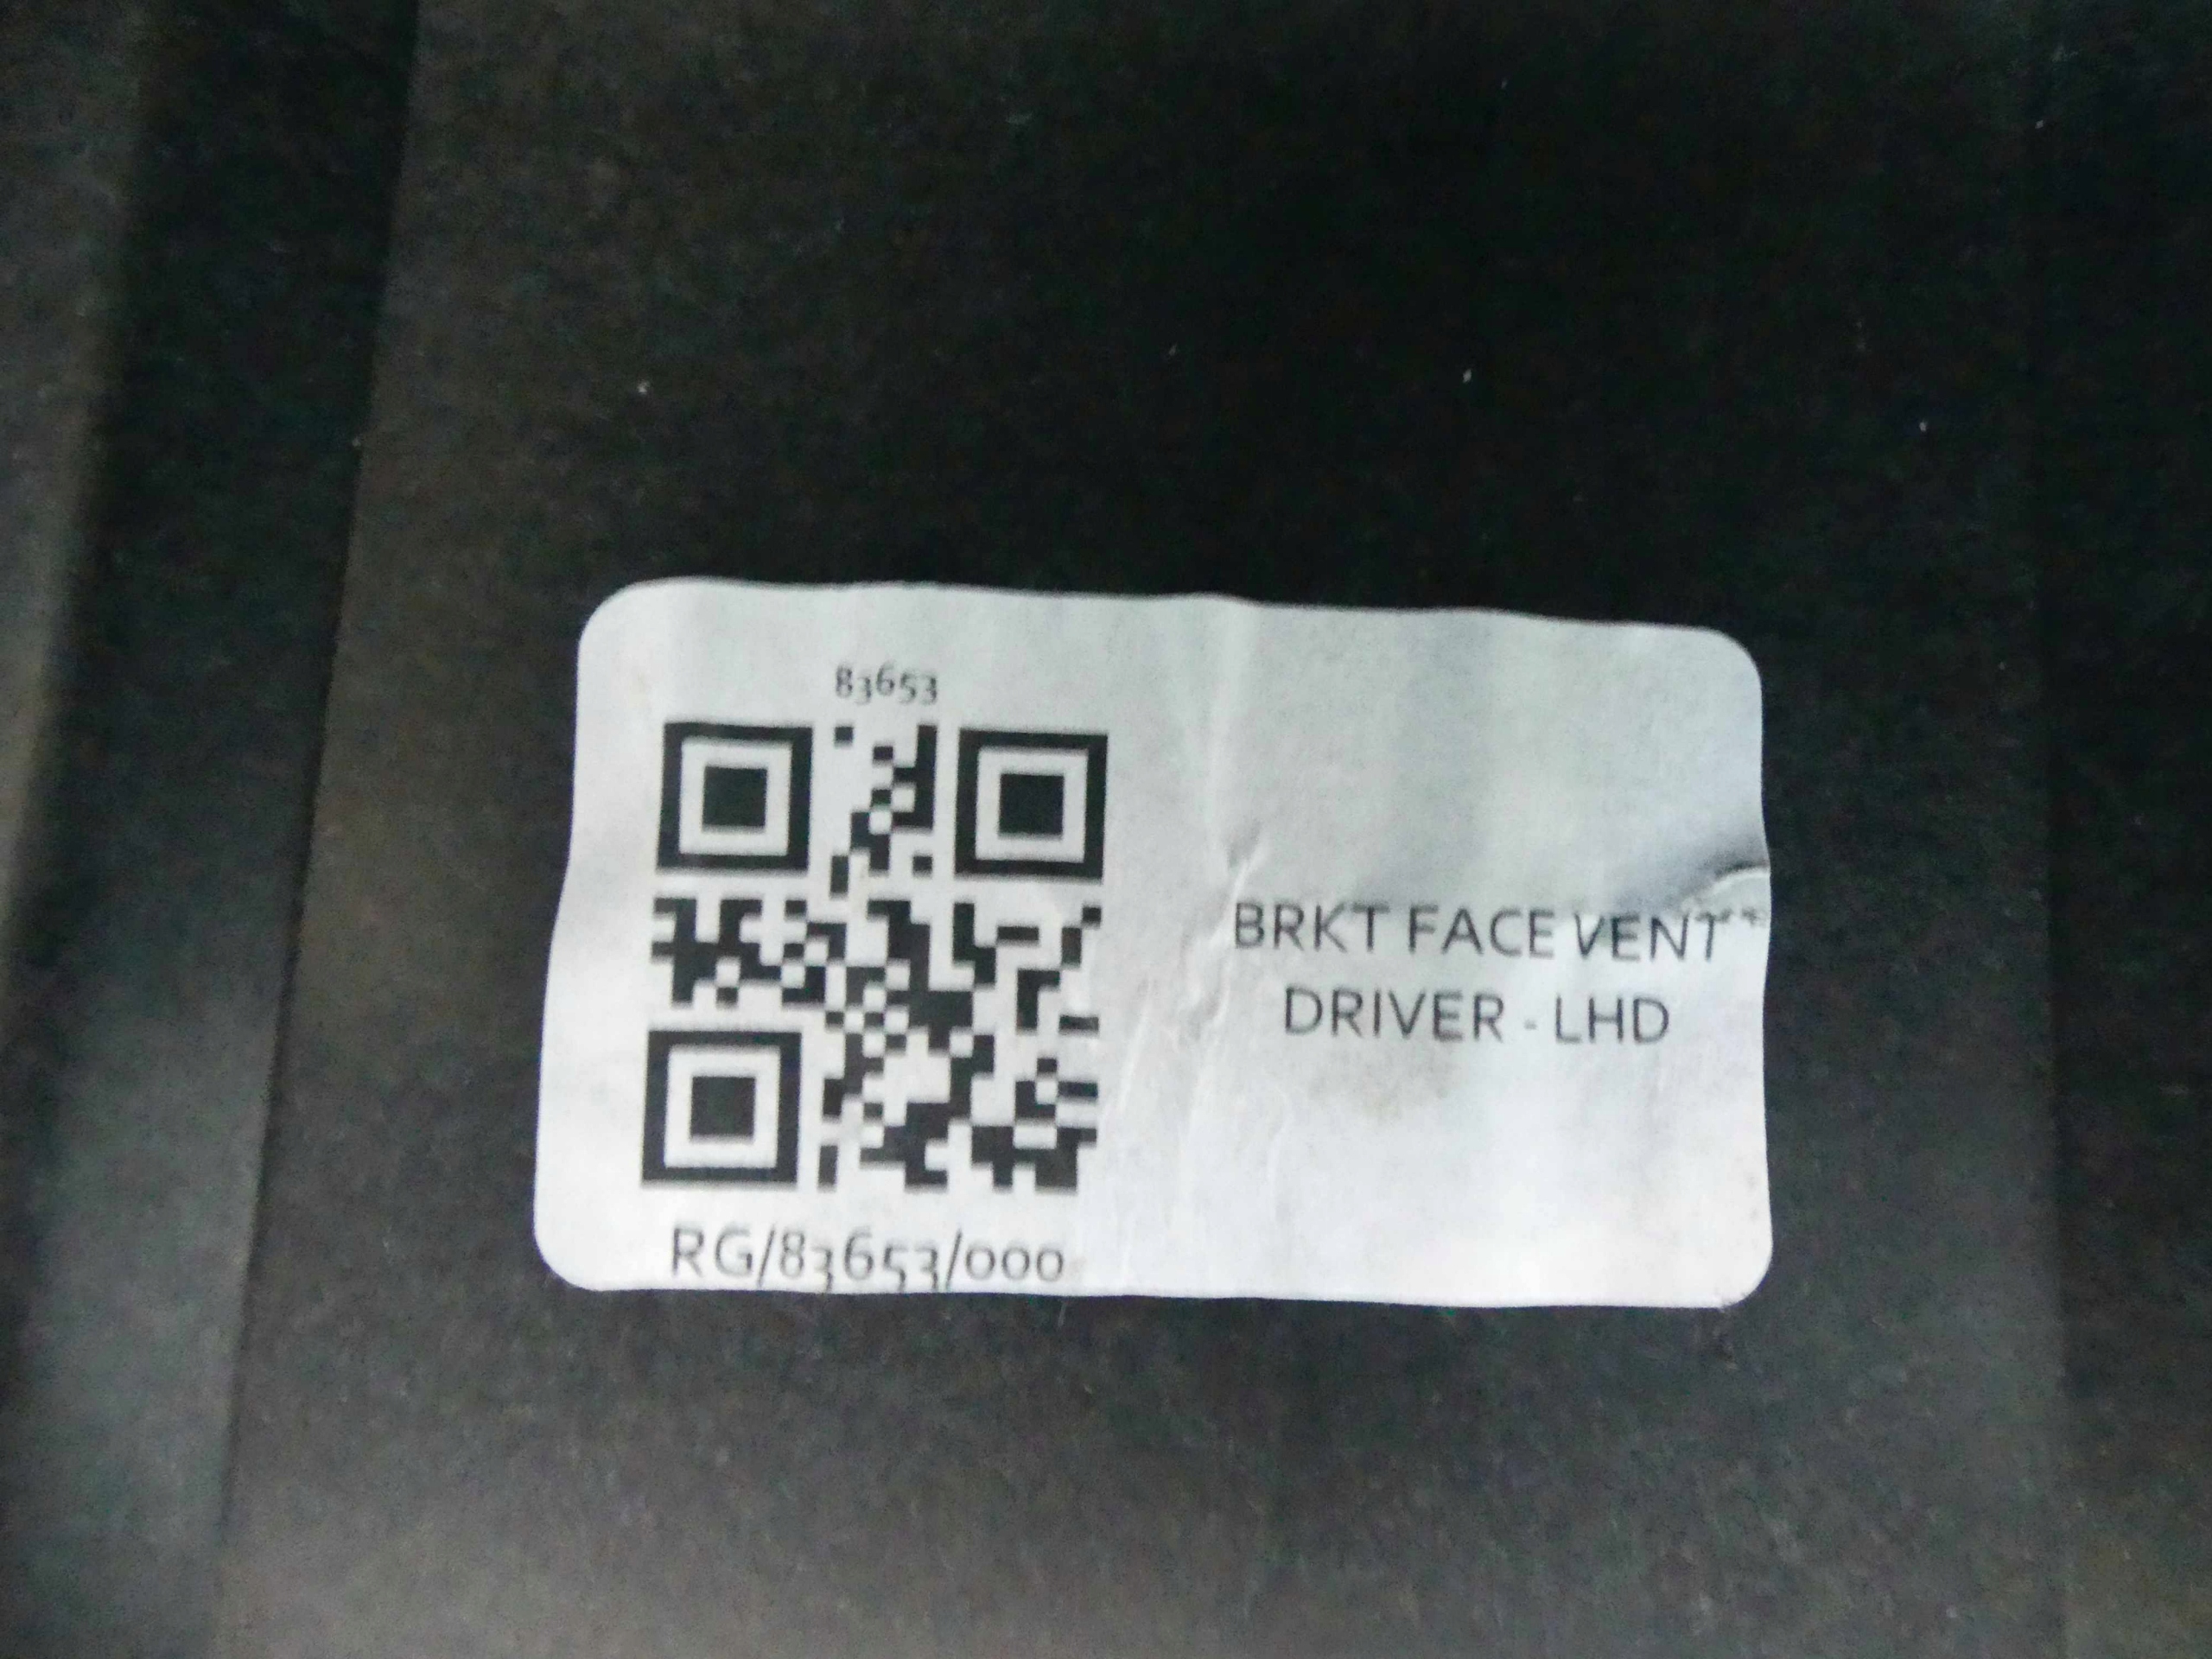 83653
BRKT FACE VENT**
DRIVER - LHD
RG/83653/000